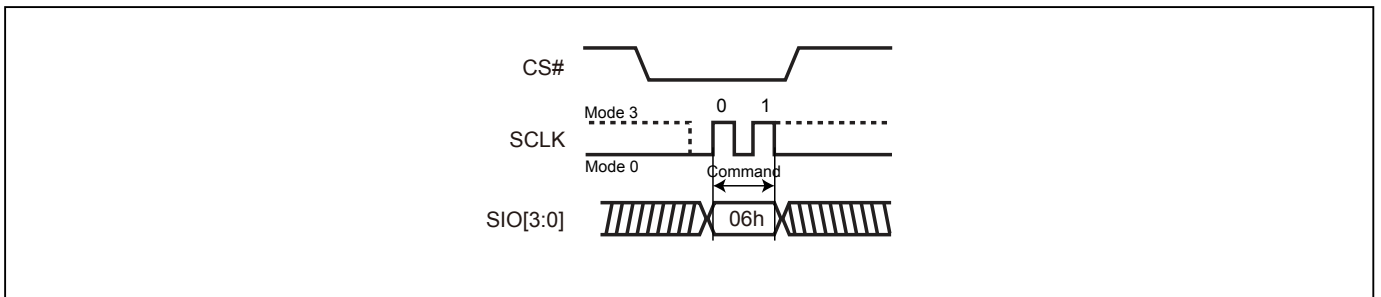 CS#
Mode 3
0 1
SCLK
Mode 0
Command
SIO[3:0]
06h